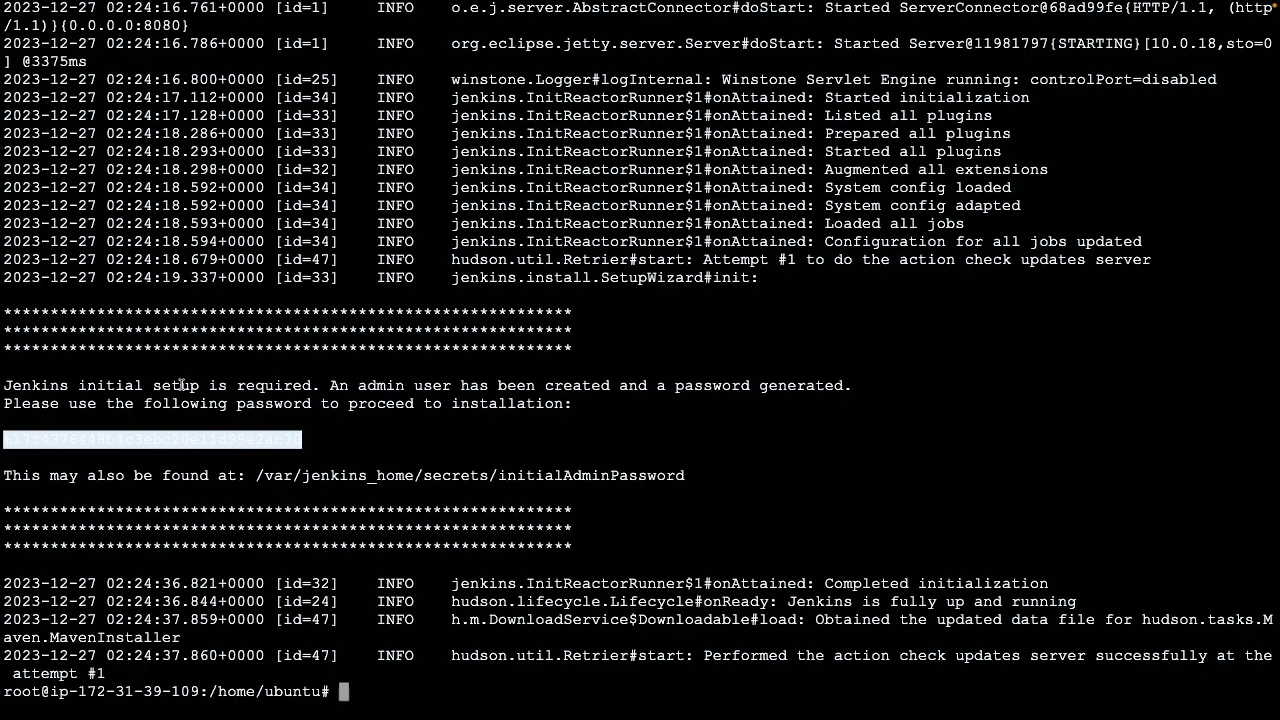 2023-12-27 02:24:16.761+0000 [id=1] INFO o.e.j.server.AbstractConnector#doStart: Started ServerConnector@68ad99fe{HTTP/1.1, (http
/1.1)}{0.0.0.0:8080}
2023-12-27 02:24:16.786+0000 [id=1] INFO org.eclipse.jetty.server.Server#doStart: Started Server@11981797{STARTING}[10.0.18,sto=0
] @3375ms
2023-12-27 02:24:16.800+0000 [id=25] INFO winstone.Logger#logInternal: Winstone Servlet Engine running: controlPort=disabled
2023-12-27 02:24:17.112+0000 [id=34] INFO jenkins.InitReactorRunner$1#onAttained: Started initialization
2023-12-27 02:24:17.128+0000 [id=33] INFO jenkins.InitReactorRunner$1#onAttained: Listed all plugins
2023-12-27 02:24:18.286+0000 [id=33] INFO jenkins.InitReactorRunner$1#onAttained: Prepared all plugins
2023-12-27 02:24:18.293+0000 [id=33] INFO jenkins.InitReactorRunner$1#onAttained: Started all plugins
2023-12-27 02:24:18.298+0000 [id=32] INFO jenkins.InitReactorRunner$1#onAttained: Augmented all extensions
2023-12-27 02:24:18.592+0000 [id=34] INFO jenkins.InitReactorRunner$1#onAttained: System config loaded
2023-12-27 02:24:18.592+0000 [id=34] INFO jenkins.InitReactorRunner$1#onAttained: System config adapted
2023-12-27 02:24:18.593+0000 [id=34] INFO jenkins.InitReactorRunner$1#onAttained: Loaded all jobs
2023-12-27 02:24:18.594+0000 [id=34] INFO jenkins.InitReactorRunner$1#onAttained: Configuration for all jobs updated
2023-12-27 02:24:18.679+0000 [id=47] INFO hudson.util.Retrier#start: Attempt #1 to do the action check updates server
2023-12-27 02:24:19.337+0000 [id=33] INFO jenkins.install.SetupWizard#init:
*************************************************************
*************************************************************
*************************************************************
Jenkins initial setup is required. An admin user has been created and a password generated.
Please use the following password to proceed to installation:
This may also be found at: /var/jenkins_home/secrets/initialAdminPassword
*************************************************************
*************************************************************
*************************************************************
2023-12-27 02:24:36.821+0000 [id=32] INFO jenkins.InitReactorRunner$1#onAttained: Completed initialization
2023-12-27 02:24:36.844+0000 [id=24] INFO hudson.lifecycle.Lifecycle#onReady: Jenkins is fully up and running
2023-12-27 02:24:37.859+0000 [id=47] INFO h.m.DownloadService$Downloadable#load: Obtained the updated data file for hudson.tasks.M
aven.MavenInstaller
2023-12-27 02:24:37.860+0000 [id=47] INFO hudson.util.Retrier#start: Performed the action check updates server successfully at the
attempt #1
root@ip-172-31-39-109:/home/ubuntu#